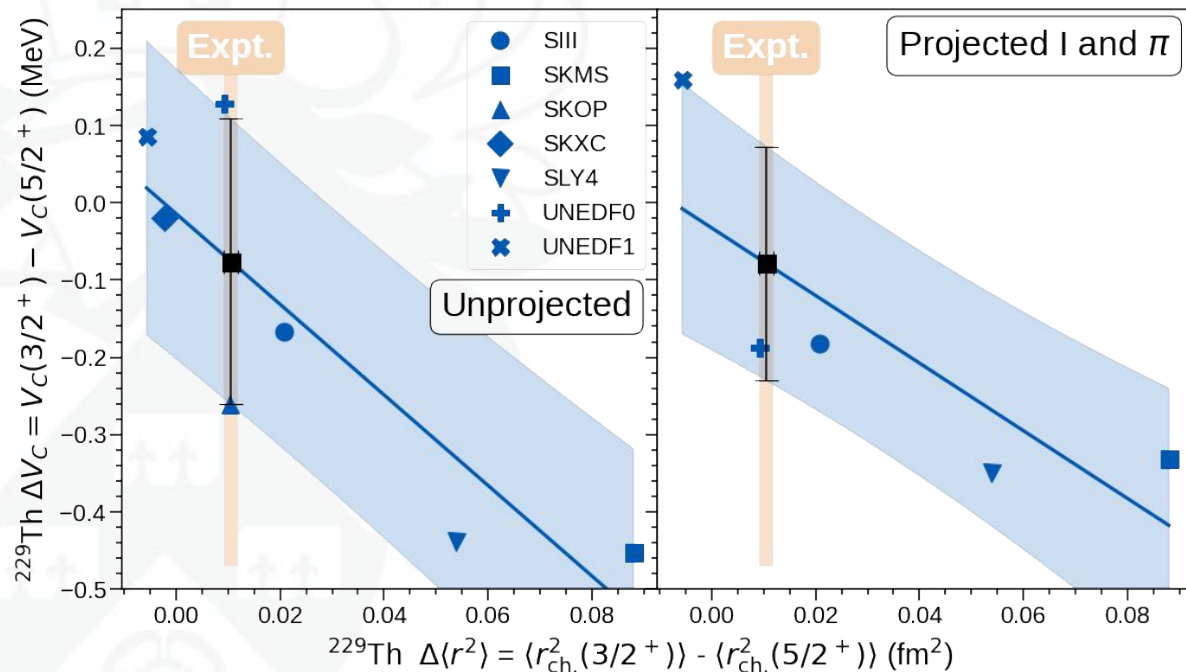 ²²⁹Th ΔV_C = V_C(3/2⁺) − V_C(5/2⁺) (MeV)
0.2
0.1
0.0
−0.1
−0.2
−0.3
−0.4
−0.5
Expt.
SIII
SKMS
SKOP
SKXC
SLY4
UNEDF0
UNEDF1
Unprojected
0.00 0.02 0.04 0.06 0.08
Expt.
Projected I and π
0.00 0.02 0.04 0.06 0.08
²²⁹Th Δ⟨r²⟩ = ⟨r²_ch.(3/2⁺)⟩ - ⟨r²_ch.(5/2⁺)⟩ (fm²)